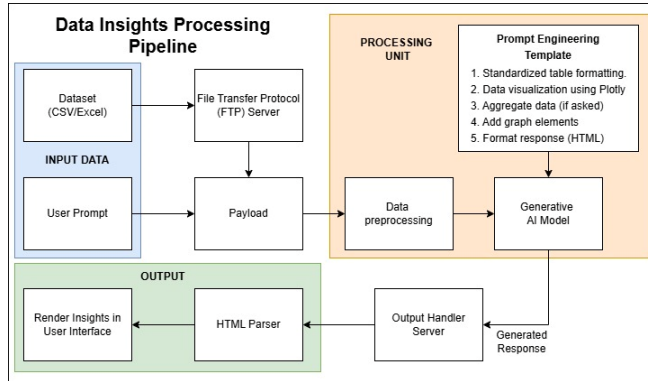 Data Insights Processing
Pipeline
PROCESSING
UNIT
Prompt Engineering
Template
1. Standardized table formatting.
2. Data visualization using Plotly
3. Aggregate data (if asked)
4. Add graph elements
5. Format response (HTML)
Dataset
(CSV/Excel)
File Transfer Protocol
(FTP) Server
INPUT DATA
User Prompt
Payload
Data
preprocessing
Generative
AI Model
OUTPUT
Render Insights in
User Interface
HTML Parser
Output Handler
Server
Generated
Response